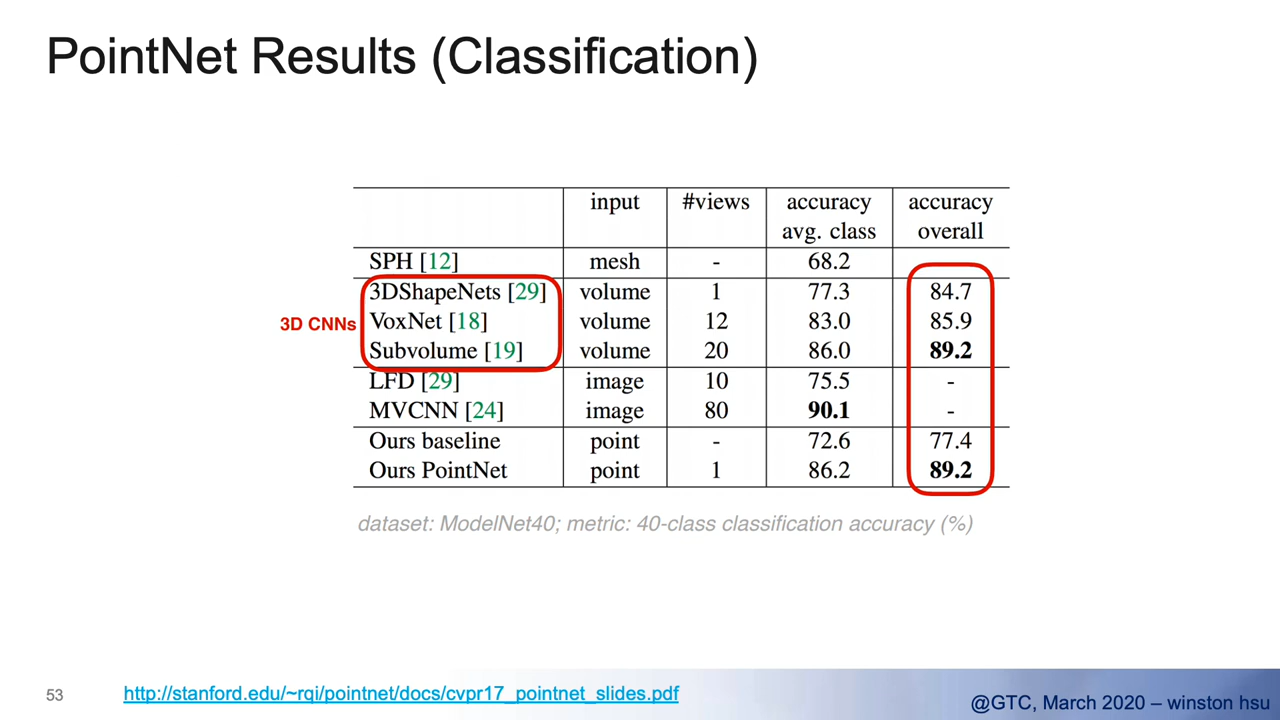 PointNet Results (Classification)
input #views accuracy avg. class accuracy overall
SPH [12] mesh - 68.2
3DShapeNets [29] volume 1 77.3 84.7
3D CNNs VoxNet [18] volume 12 83.0 85.9
Subvolume [19] volume 20 86.0 89.2
LFD [29] image 10 75.5 -
MVCNN [24] image 80 90.1 -
Ours baseline point - 72.6 77.4
Ours PointNet point 1 86.2 89.2
dataset: ModelNet40; metric: 40-class classification accuracy (%)
53 http://stanford.edu/~rqi/pointnet/docs/cvpr17_pointnet_slides.pdf
@GTC, March 2020 – winston hsu